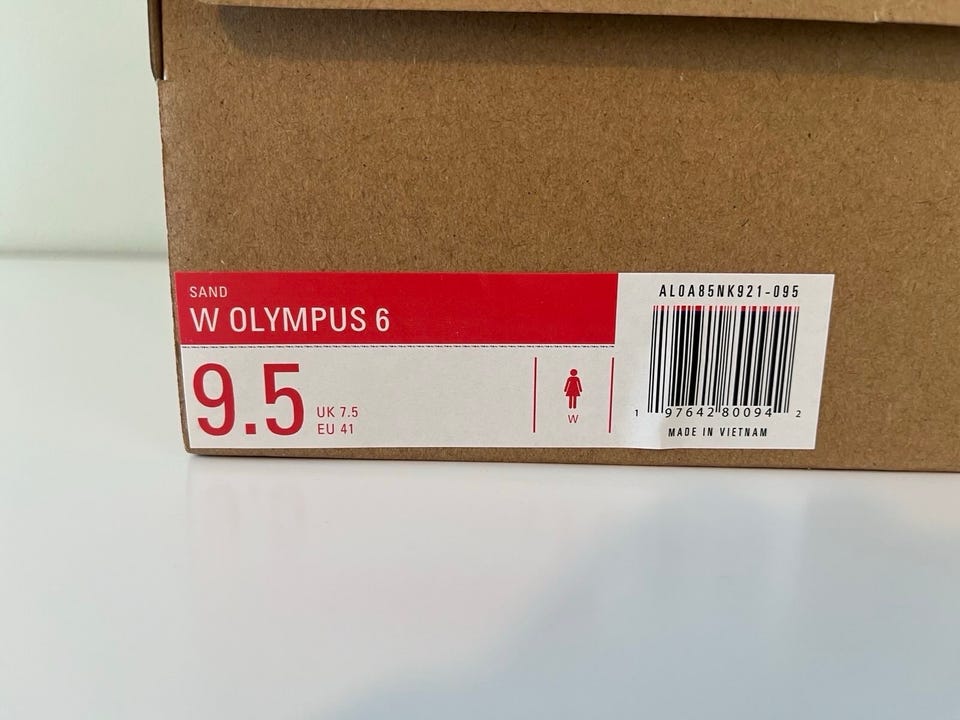 SAND
W OLYMPUS 6
9.5
UK 7.5
EU 41
W
AL0A85NK921-095
1 97642 80094 2
MADE IN VIETNAM